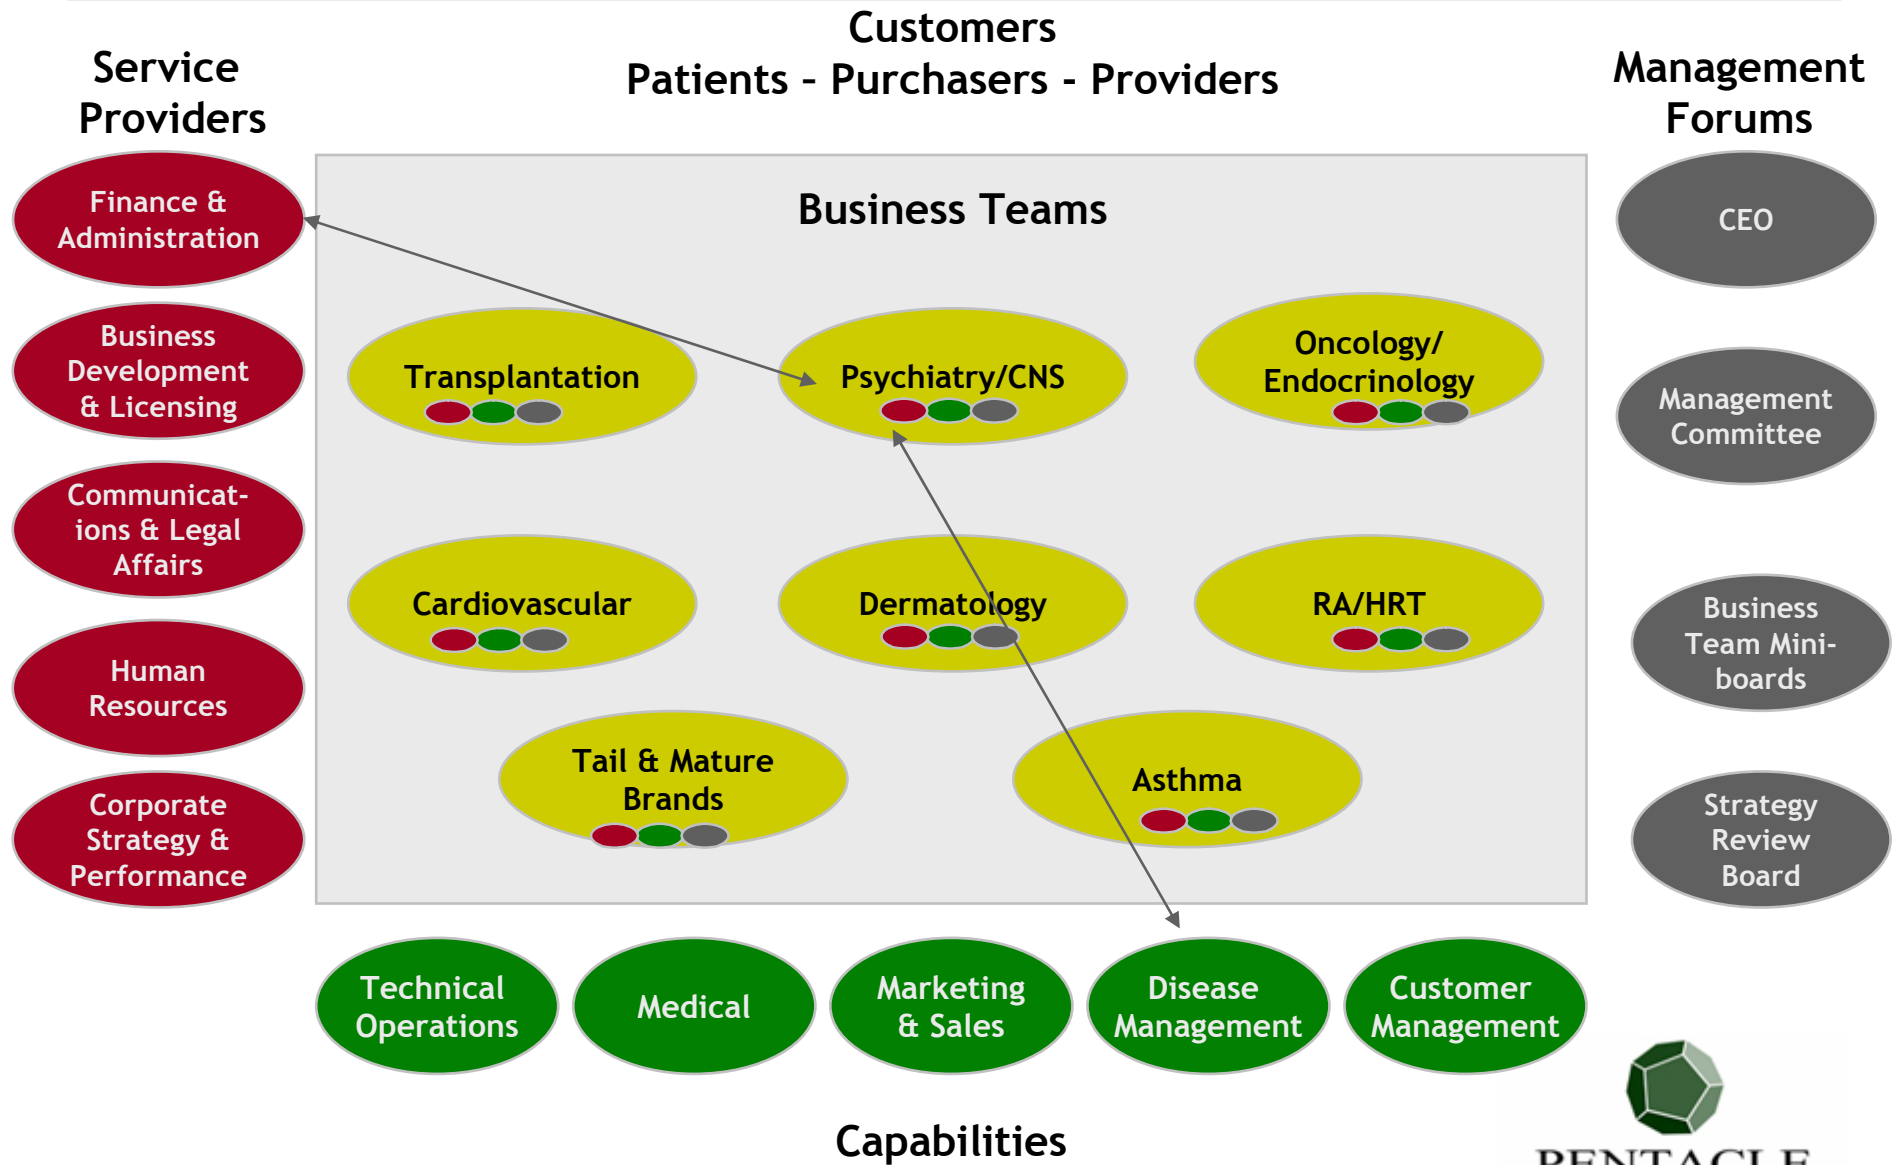 Customers
Patients – Purchasers - Providers
Service
Providers
Management
Forums
Finance &
Administration
Business
Development
& Licensing
Communicat-
ions & Legal
Affairs
Human
Resources
Corporate
Strategy &
Performance
Business Teams
Transplantation
Psychiatry/CNS
Oncology/
Endocrinology
Cardiovascular
Dermatology
RA/HRT
Tail & Mature
Brands
Asthma
CEO
Management
Committee
Business
Team Mini-
boards
Strategy
Review
Board
Technical
Operations
Medical
Marketing
& Sales
Disease
Management
Customer
Management
Capabilities
PENTACLE